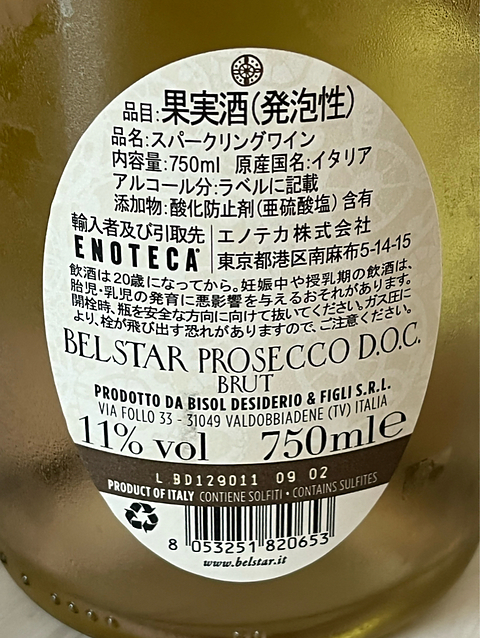 品目:果実酒(発泡性)
品名:スパークリングワイン
内容量:750ml 原産国名:イタリア
アルコール分:ラベルに記載
添加物:酸化防止剤(亜硫酸塩)含有
輸入者及び引取先 エノテカ株式会社
ENOTECA® 東京都港区南麻布5-14-15
飲酒は20歳になってから。妊娠中や授乳期の飲酒は、
胎児・乳児の発育に悪影響を与えるおそれがあります。
開栓時、瓶を安全な方向に向けて抜いてください。ガス圧に
より、栓が飛び出す恐れがありますので、ご注意ください。
BELSTAR PROSECCO D.O.C.
BRUT
PRODOTTO DA BISOL DESIDERIO & FIGLI S.R.L.
VIA FOLLO 33 - 31049 VALDOBBIADENE (TV) ITALIA
11% vol 750ml e
L BD129011 09 02
PRODUCT OF ITALY CONTIENE SOLFITI • CONTAINS SULFITES
8 053251 820653
www.belstar.it